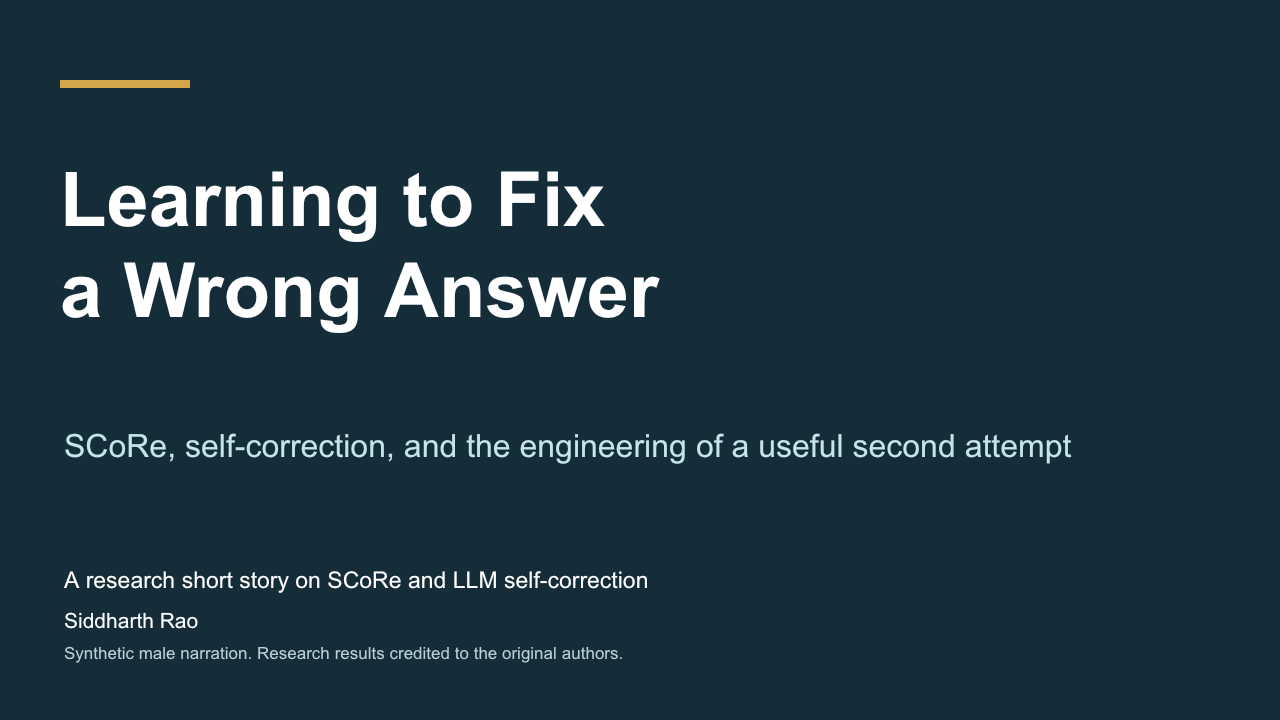 Learning to Fix
a Wrong Answer
SCoRe, self-correction, and the engineering of a useful second attempt
A research short story on SCoRe and LLM self-correction
Siddharth Rao
Synthetic male narration. Research results credited to the original authors.